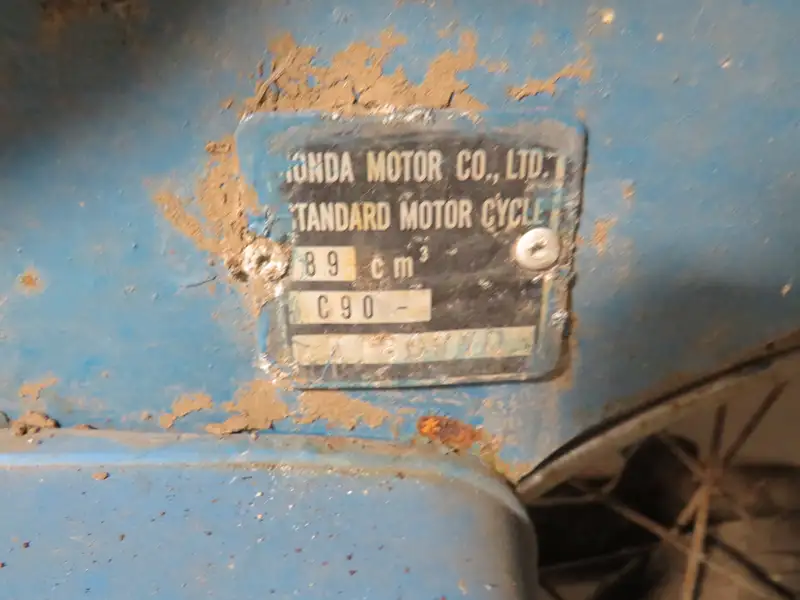 HONDA MOTOR CO., LTD.
STANDARD MOTOR CYCLE
89 cm³
C90 -